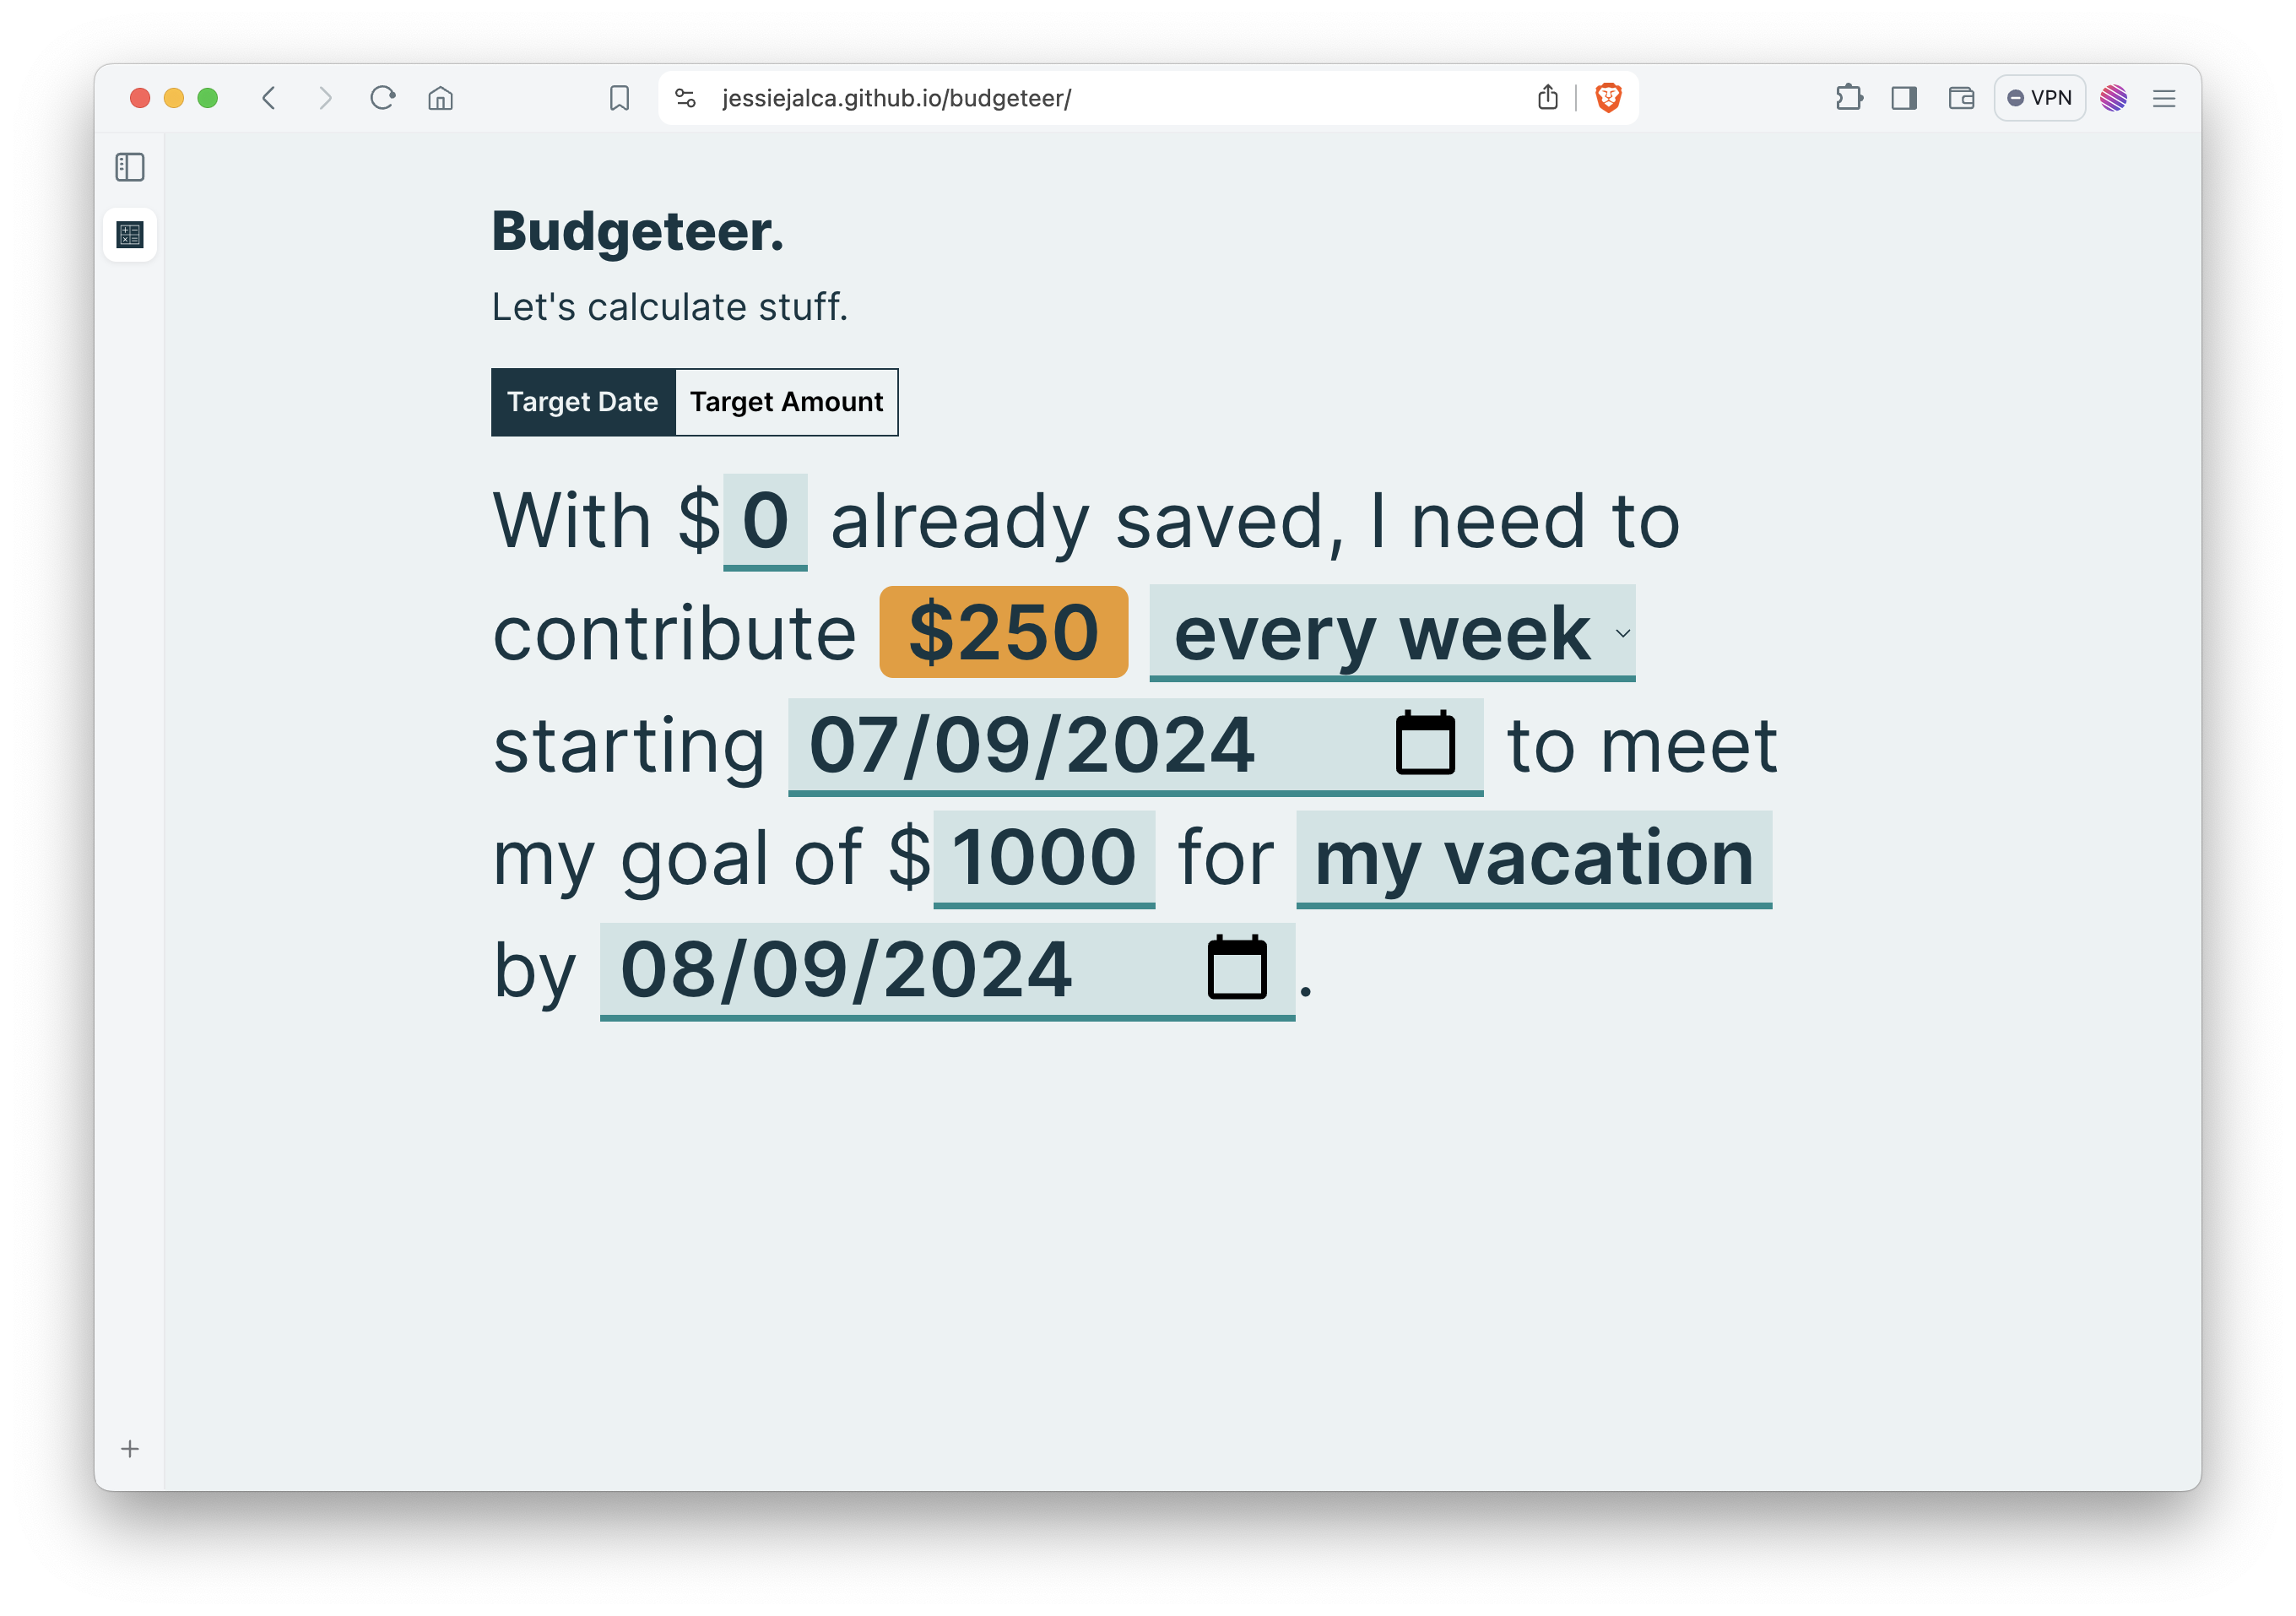 jessiejalca.github.io/budgeteer/
VPN
Budgeteer.
Let's calculate stuff.
Target Date Target Amount
With $0 already saved, I need to
contribute $250 every week
starting 07/09/2024 to meet
my goal of $1000 for my vacation
by 08/09/2024.